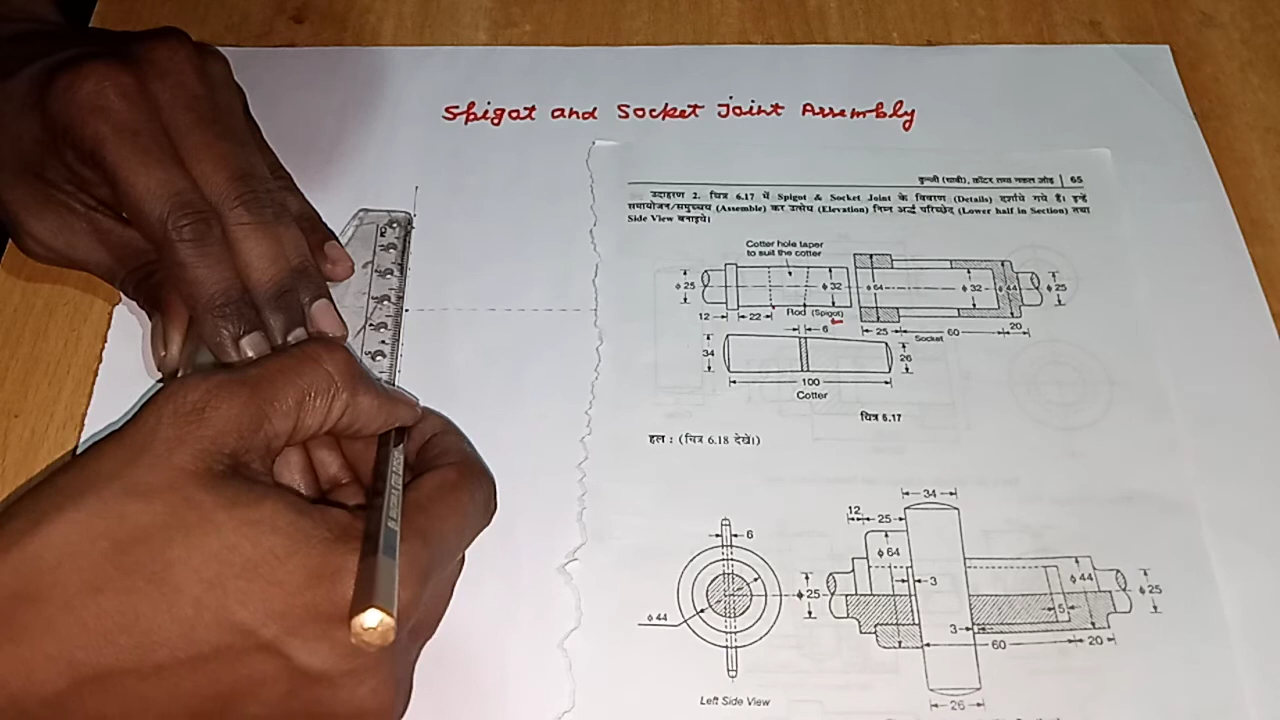 Spigot and Socket Joint Assembly
कुन्जी (चाबी), कॉटर तथा नकल जोड़ | 65
उदाहरण 2. चित्र 6.17 में Spigot & Socket Joint के विवरण (Details) दर्शाये गये हैं। इन्हें
समायोजन/समुच्चय (Assemble) कर उत्सेध (Elevation) निम्न अर्द्ध परिच्छेद (Lower half in Section) तथा
Side View बनाइये।
Cotter hole taper
to suit the cotter
ϕ 25
ϕ 32
ϕ 64
ϕ 32
ϕ 44
ϕ 25
12
22
Rod (Spigot)
6
25
Socket
60
20
34
26
100
Cotter
चित्र 6.17
हल : (चित्र 6.18 देखें।)
34
12
25
6
ϕ 64
3
ϕ 44
ϕ 25
ϕ 25
5
ϕ 44
3
60
20
Left Side View
26